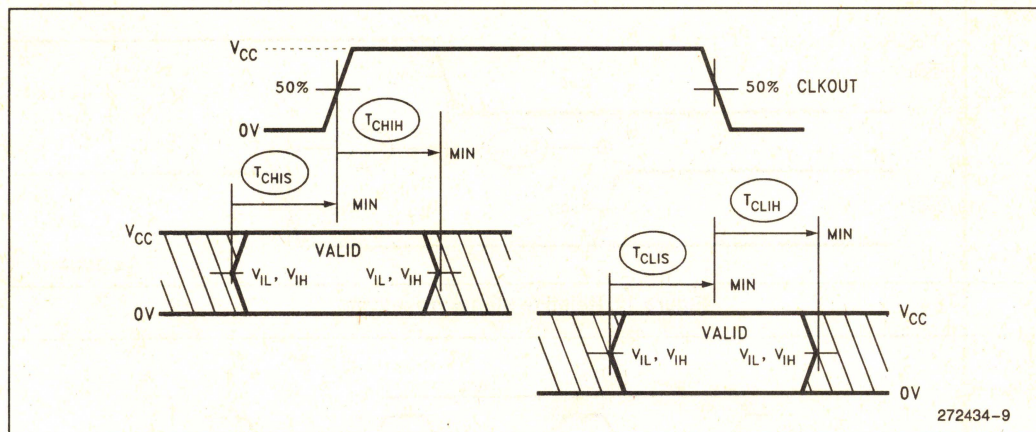 VCC
50%
50% CLKOUT
0V
TCHIH
MIN
TCHIS
MIN
TCLIH
MIN
VCC
VALID
VIL, VIH VIL, VIH
TCLIS
MIN
0V
VCC
VALID
VIL, VIH VIL, VIH
0V
272434-9